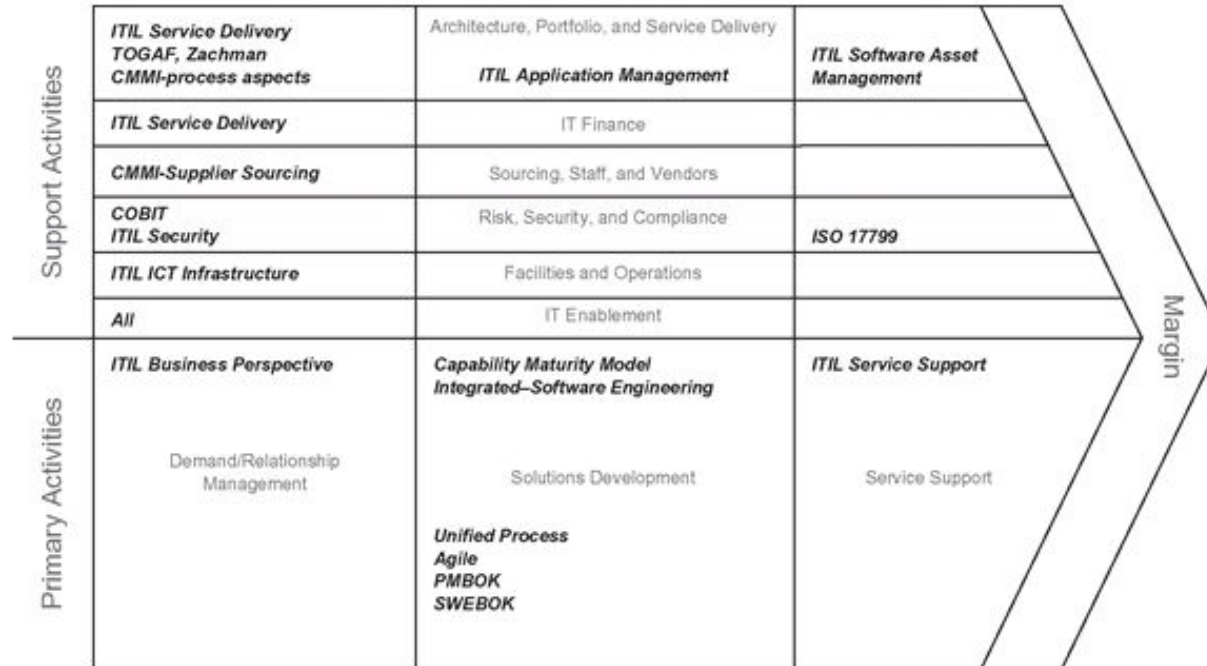 Support Activities
ITIL Service Delivery
TOGAF, Zachman
CMMI-process aspects
Architecture, Portfolio, and Service Delivery
ITIL Application Management
ITIL Software Asset
Management
ITIL Service Delivery
IT Finance
CMMI-Supplier Sourcing
Sourcing, Staff, and Vendors
COBIT
ITIL Security
Risk, Security, and Compliance
ISO 17799
ITIL ICT Infrastructure
Facilities and Operations
All
IT Enablement
Margin
Primary Activities
ITIL Business Perspective
Demand/Relationship
Management
Capability Maturity Model
Integrated–Software Engineering
Solutions Development
Unified Process
Agile
PMBOK
SWEBOK
ITIL Service Support
Service Support